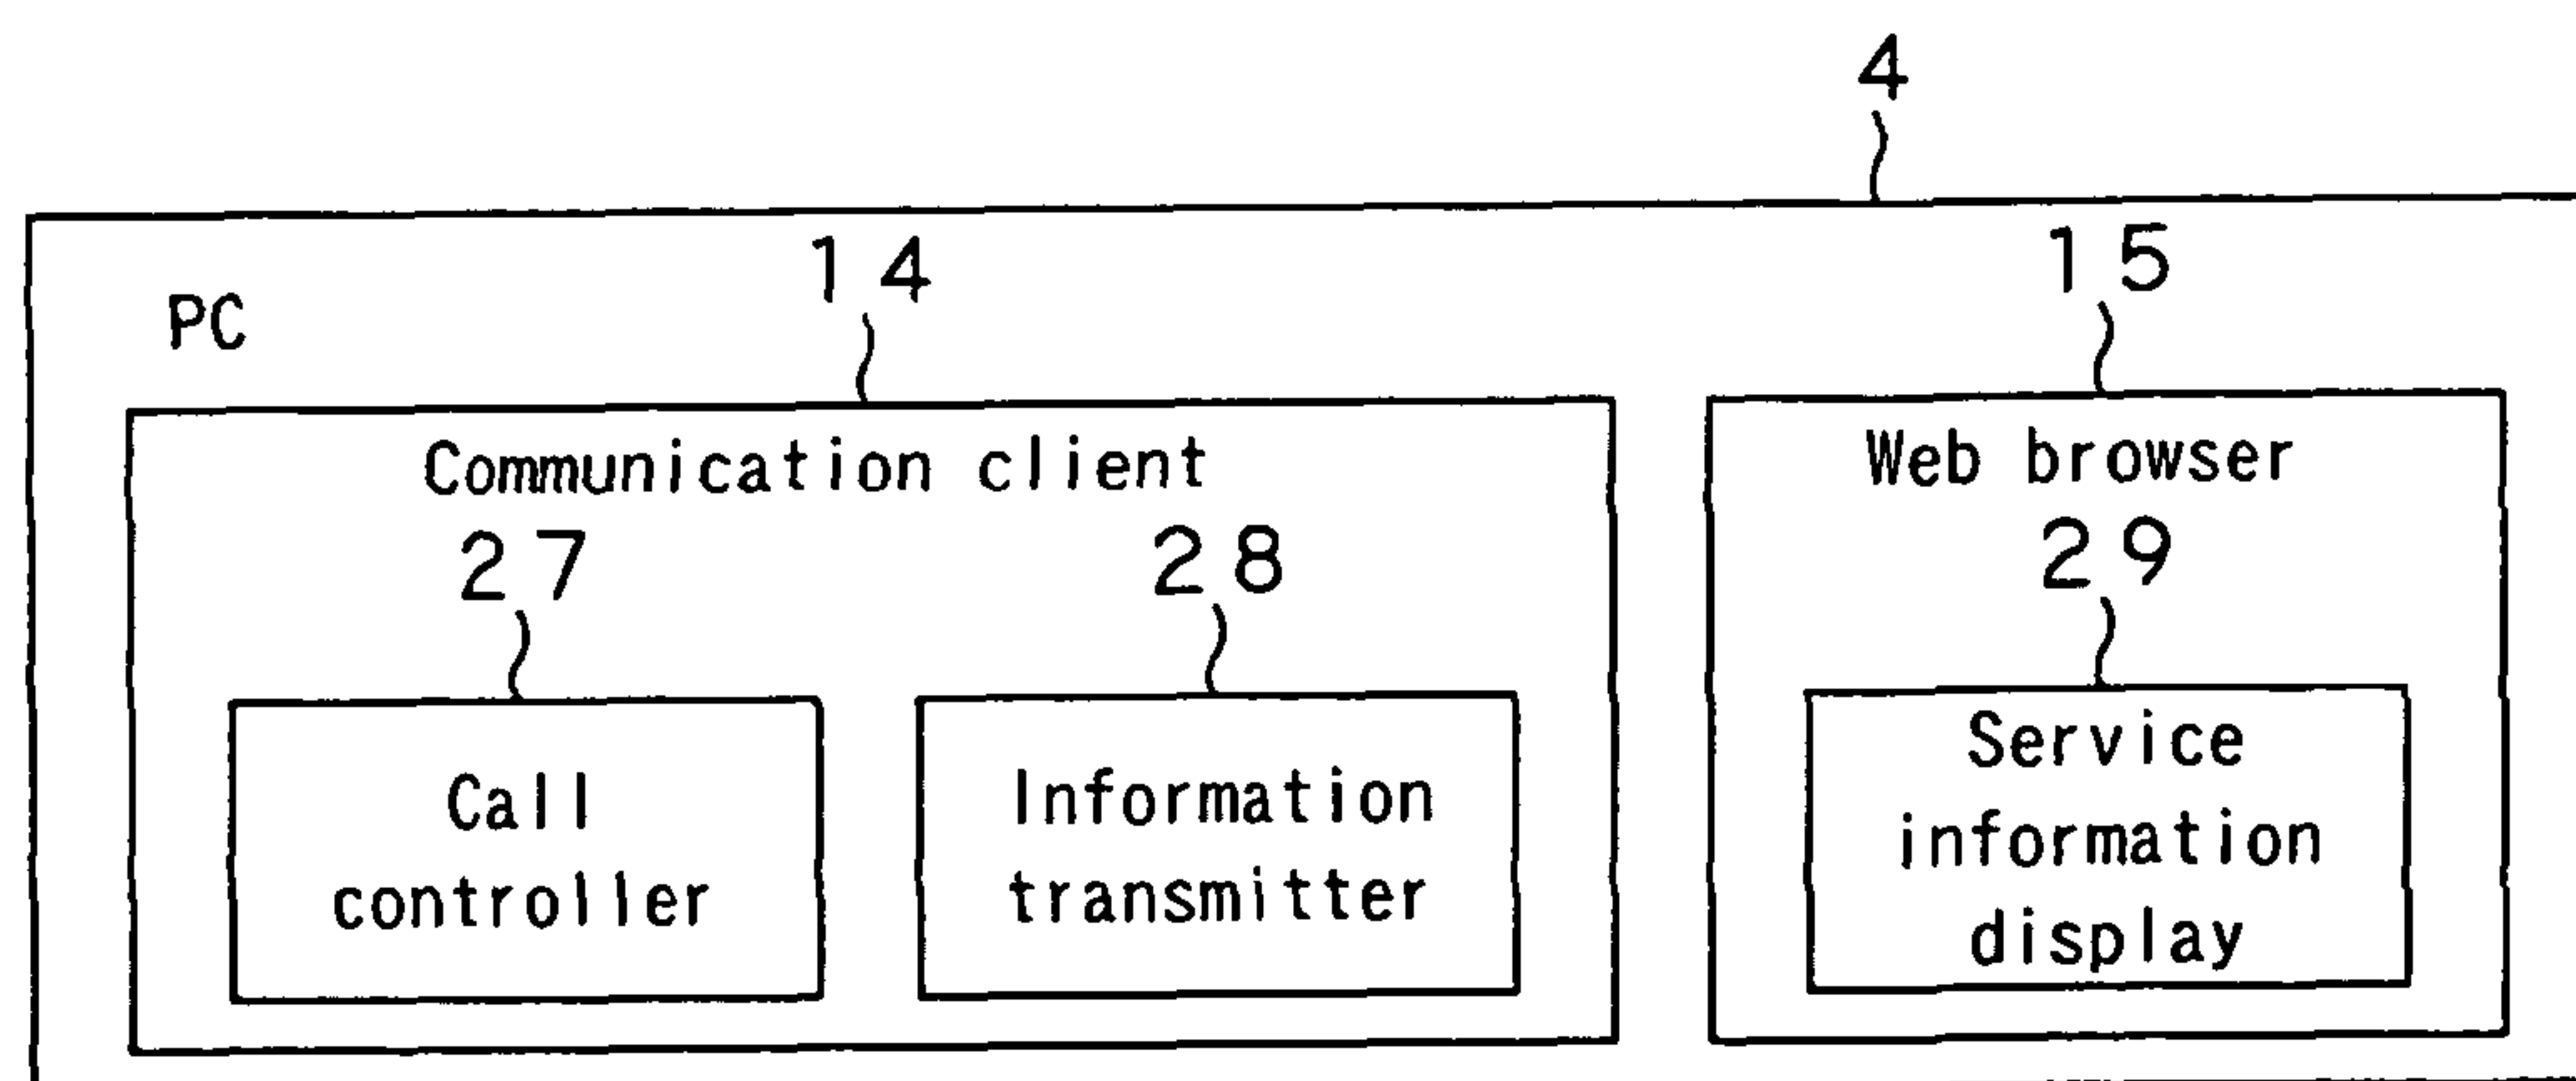 4
PC
14
15
Communication client
Web browser
27
28
29
Call
controller
Information
transmitter
Service
information
display